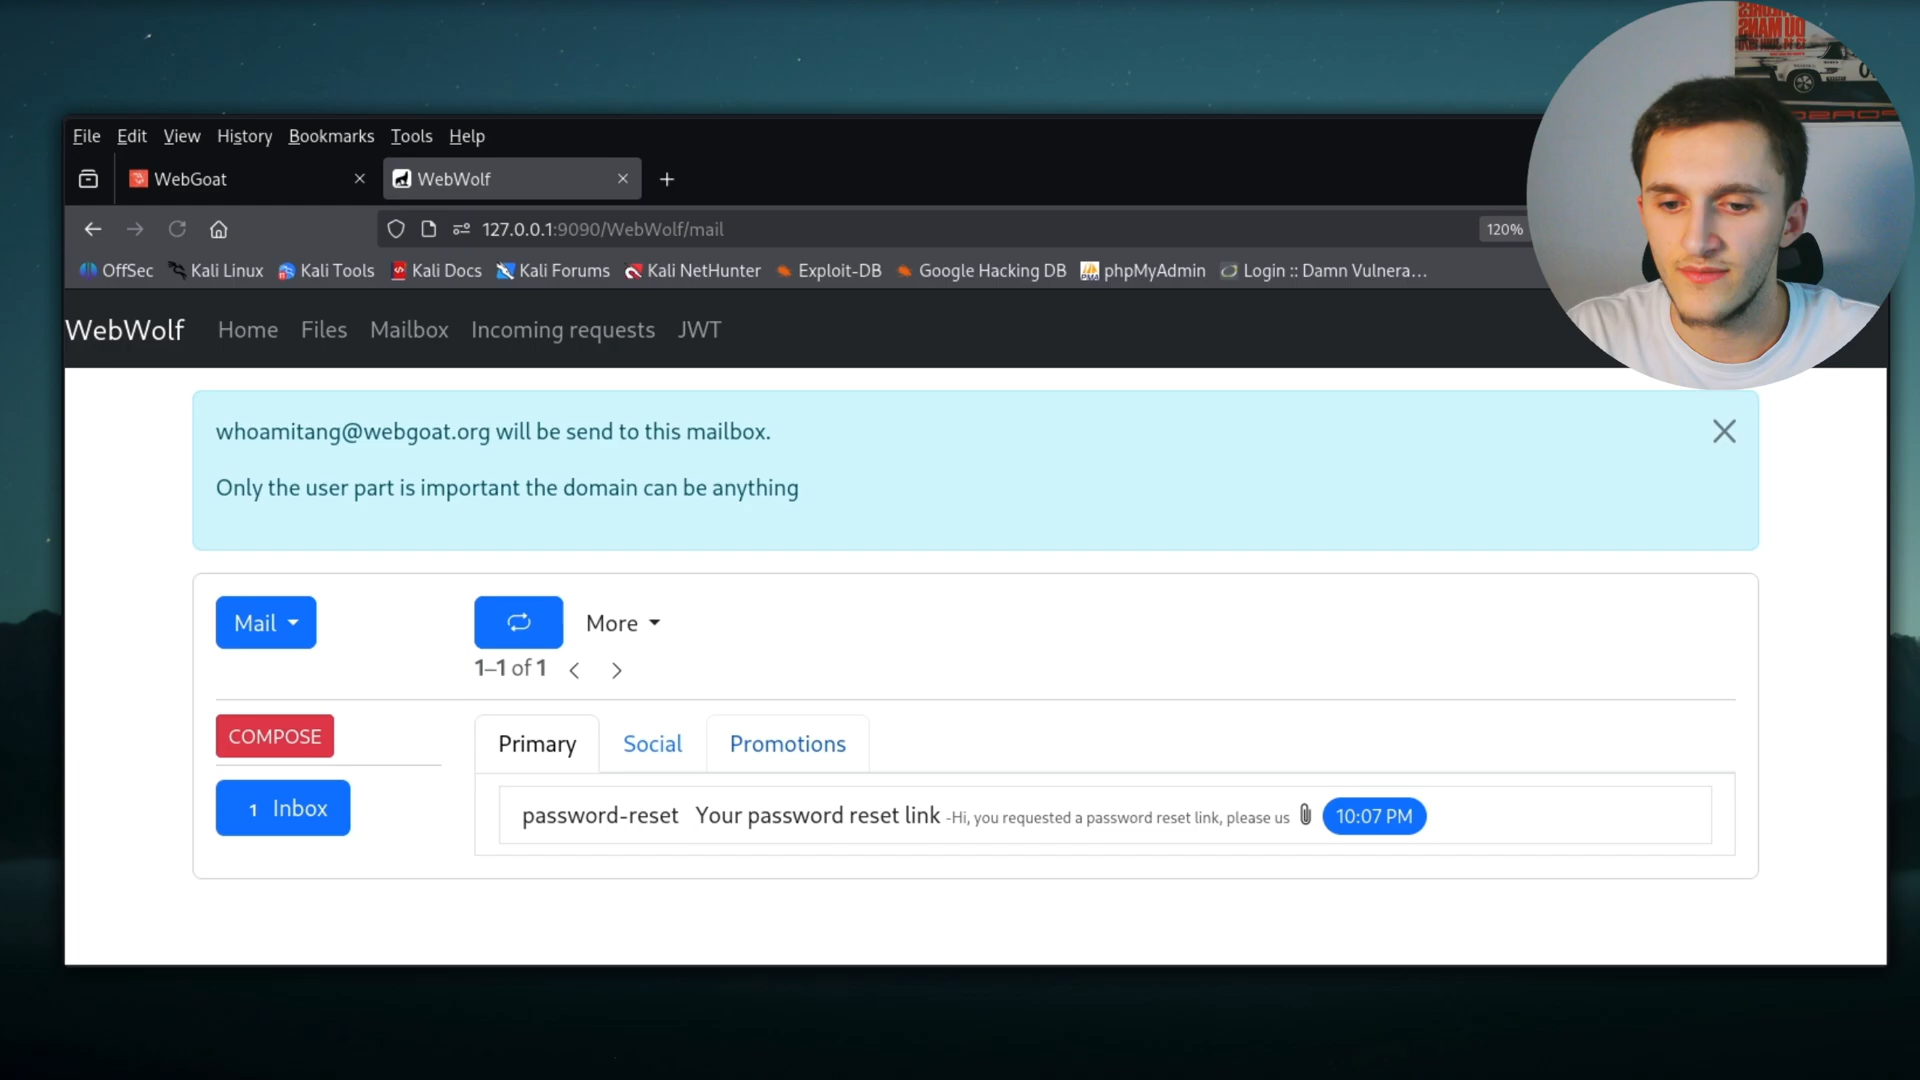 File Edit View History Bookmarks Tools Help
WebGoat
WebWolf
127.0.0.1:9090/WebWolf/mail
120%
OffSec Kali Linux Kali Tools Kali Docs Kali Forums Kali NetHunter Exploit-DB Google Hacking DB phpMyAdmin Login :: Damn Vulnera…
WebWolf Home Files Mailbox Incoming requests JWT
whoamitang@webgoat.org will be send to this mailbox.
Only the user part is important the domain can be anything
Mail
More
1–1 of 1
COMPOSE
Primary Social Promotions
1 Inbox
password-reset Your password reset link -Hi, you requested a password reset link, please us 10:07 PM